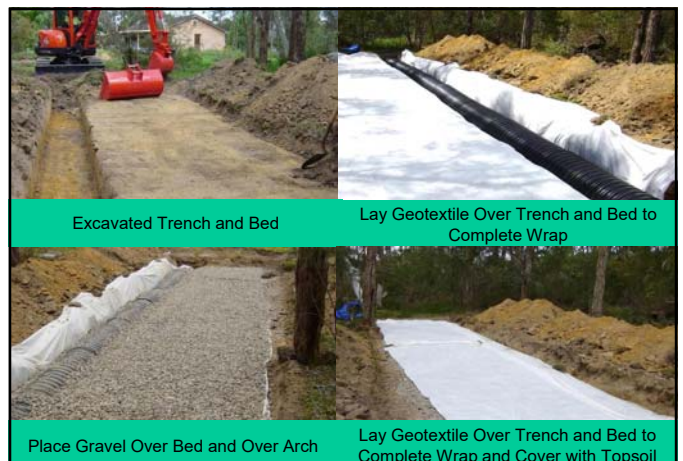 Excavated Trench and Bed
Lay Geotextile Over Trench and Bed to
Complete Wrap
Place Gravel Over Bed and Over Arch
Lay Geotextile Over Trench and Bed to
Complete Wrap and Cover with Topsoil